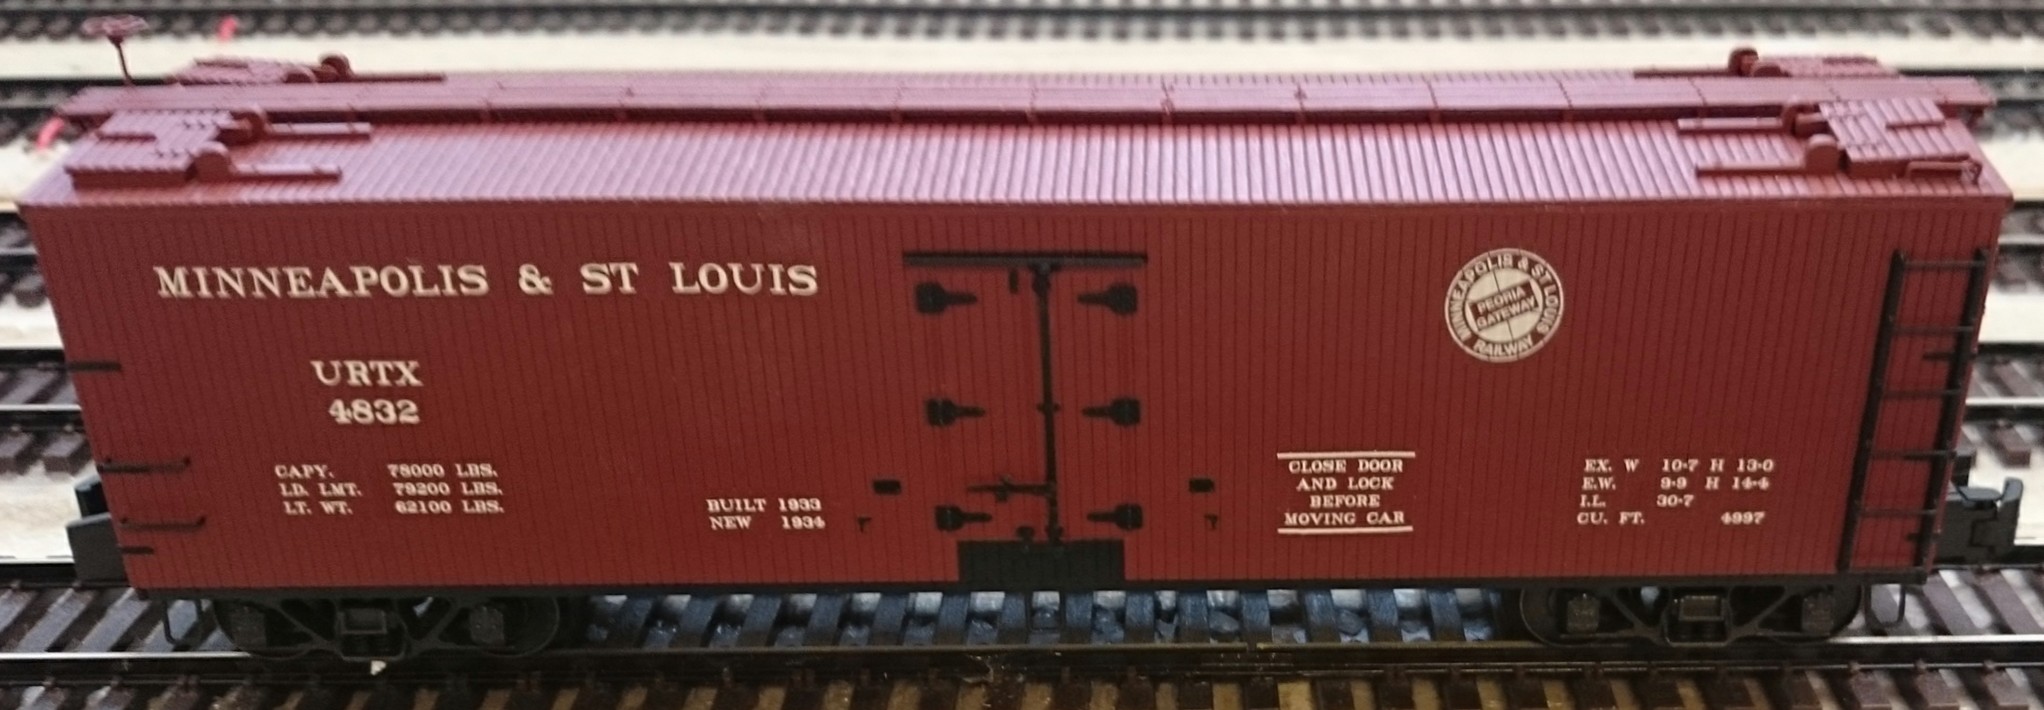 MINNEAPOLIS & ST LOUIS
URTX
4832
CAPY. 78000 LBS.
LD. LMT. 79200 LBS.
LT. WT. 62100 LBS.
BUILT 1933
NEW 1934
CLOSE DOOR
AND LOCK
BEFORE
MOVING CAR
MINNEAPOLIS & ST LOUIS
PEORIA
GATEWAY
RAILWAY
EX. W 10-7 H 13-0
E.W. 9-9 H 14-4
I.L. 30-7
CU. FT. 4997